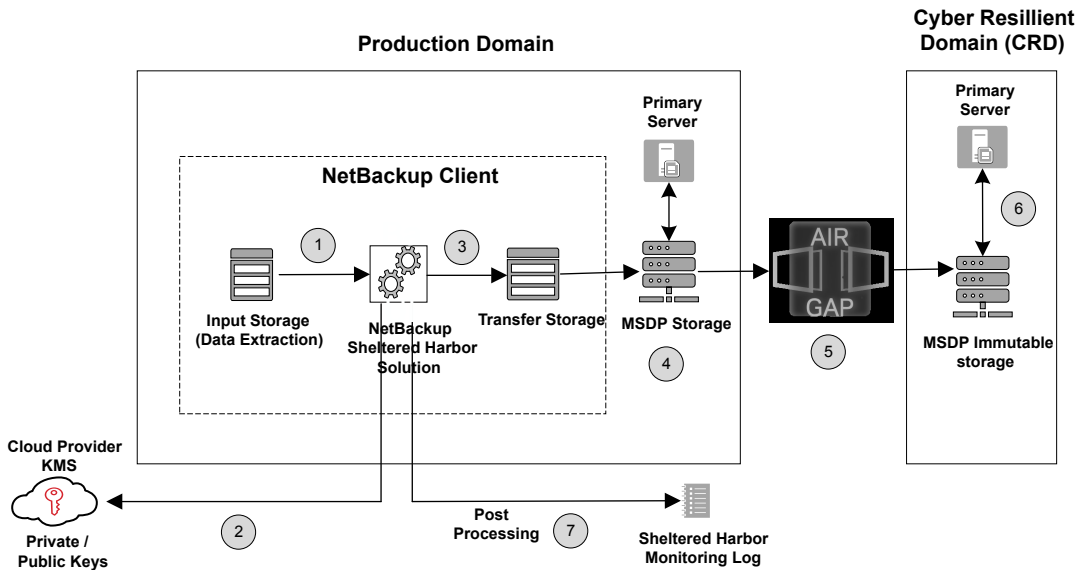 Cyber Resillient
Domain (CRD)
Production Domain
Primary
Server
Primary
Server
NetBackup Client
1
3
6
AIR
GAP
Input Storage
(Data Extraction)
NetBackup
Sheltered Harbor
Solution
Transfer Storage
MSDP Storage
4
5
MSDP Immutable
storage
Cloud Provider
KMS
Private /
Public Keys
2
Post
Processing
7
Sheltered Harbor
Monitoring Log